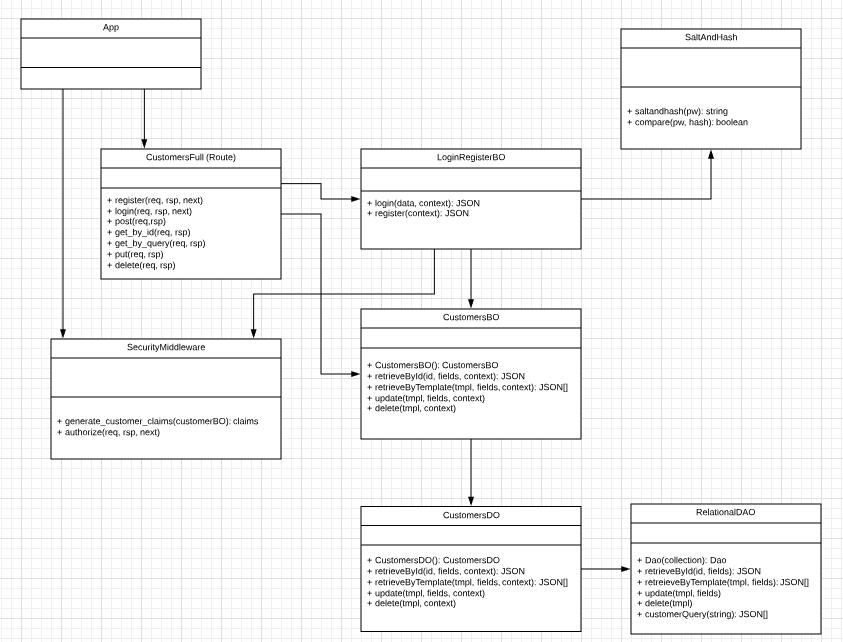 App
SaltAndHash
+ saltandhash(pw): string
+ compare(pw, hash): boolean
CustomersFull (Route)
+ register(req, rsp, next)
+ login(req, rsp, next)
+ post(req,rsp)
+ get_by_id(req, rsp)
+ get_by_query(req, rsp)
+ put(req, rsp)
+ delete(req, rsp)
LoginRegisterBO
+ login(data, context): JSON
+ register(context): JSON
SecurityMiddleware
+ generate_customer_claims(customerBO): claims
+ authorize(req, rsp, next)
CustomersBO
+ CustomersBO(): CustomersBO
+ retrieveById(id, fields, context): JSON
+ retrieveByTemplate(tmpl, fields, context): JSON[]
+ update(tmpl, fields, context)
+ delete(tmpl, context)
CustomersDO
+ CustomersDO(): CustomersDO
+ retrieveById(id, fields, context): JSON
+ retrieveByTemplate(tmpl, fields, context): JSON[]
+ update(tmpl, fields, context)
+ delete(tmpl, context)
RelationalDAO
+ Dao(collection): Dao
+ retrieveById(id, fields): JSON
+ retreieveByTemplate(tmpl, fields): JSON[]
+ update(tmpl, fields)
+ delete(tmpl)
+ customerQuery(string): JSON[]